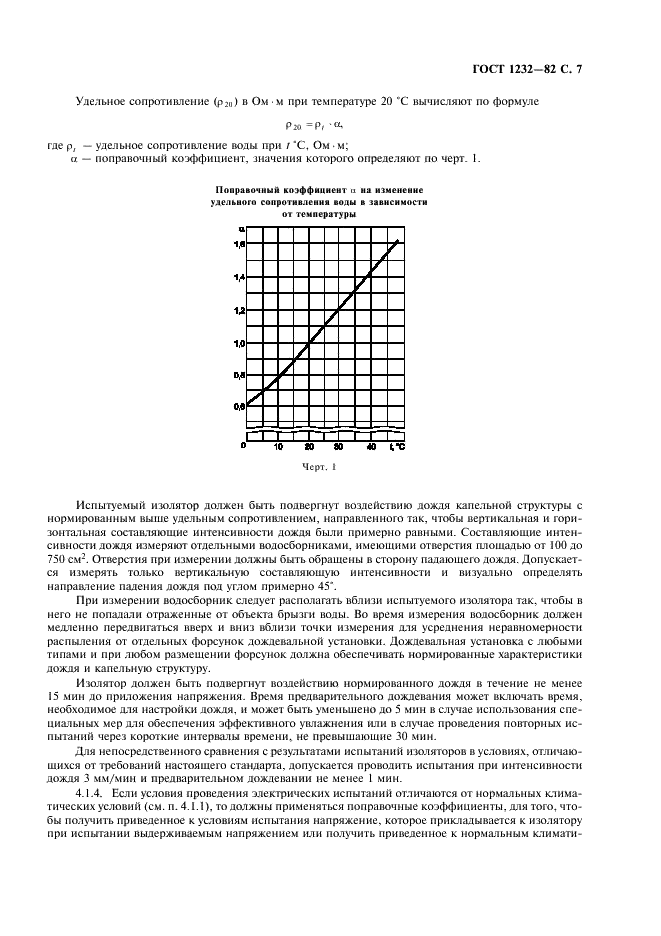 ГОСТ 1232—82 С. 7
Удельное сопротивление (ρ20) в Ом · м при температуре 20 °С вычисляют по формуле
ρ20 = ρt · α,
где ρt — удельное сопротивление воды при t °С, Ом · м;
α — поправочный коэффициент, значения которого определяют по черт. 1.
Поправочный коэффициент α на изменение
удельного сопротивления воды в зависимости
от температуры
α
1,6
1,4
1,2
1,0
0,8
0,6
0 10 20 30 40 t, °С
Черт. 1
Испытуемый изолятор должен быть подвергнут воздействию дождя капельной структуры с
нормированным выше удельным сопротивлением, направленного так, чтобы вертикальная и гори-
зонтальная составляющие интенсивности дождя были примерно равными. Составляющие интен-
сивности дождя измеряют отдельными водосборниками, имеющими отверстия площадью от 100 до
750 см². Отверстия при измерении должны быть обращены в сторону падающего дождя. Допускает-
ся измерять только вертикальную составляющую интенсивности и визуально определять
направление падения дождя под углом примерно 45°.
При измерении водосборник следует располагать вблизи испытуемого изолятора так, чтобы в
него не попадали отраженные от объекта брызги воды. Во время измерения водосборник должен
медленно передвигаться вверх и вниз вблизи точки измерения для усреднения неравномерности
распыления от отдельных форсунок дождевальной установки. Дождевальная установка с любыми
типами и при любом размещении форсунок должна обеспечивать нормированные характеристики
дождя и капельную структуру.
Изолятор должен быть подвергнут воздействию нормированного дождя в течение не менее
15 мин до приложения напряжения. Время предварительного дождевания может включать время,
необходимое для настройки дождя, и может быть уменьшено до 5 мин в случае использования спе-
циальных мер для обеспечения эффективного увлажнения или в случае проведения повторных ис-
пытаний через короткие интервалы времени, не превышающие 30 мин.
Для непосредственного сравнения с результатами испытаний изоляторов в условиях, отличаю-
щихся от требований настоящего стандарта, допускается проводить испытания при интенсивности
дождя 3 мм/мин и предварительном дождевании не менее 1 мин.
4.1.4. Если условия проведения электрических испытаний отличаются от нормальных клима-
тических условий (см. п. 4.1.1), то должны применяться поправочные коэффициенты, для того, что-
бы получить приведенное к условиям испытания напряжение, которое прикладывается к изолятору
при испытании выдерживаемым напряжением или получить приведенное к нормальным климати-